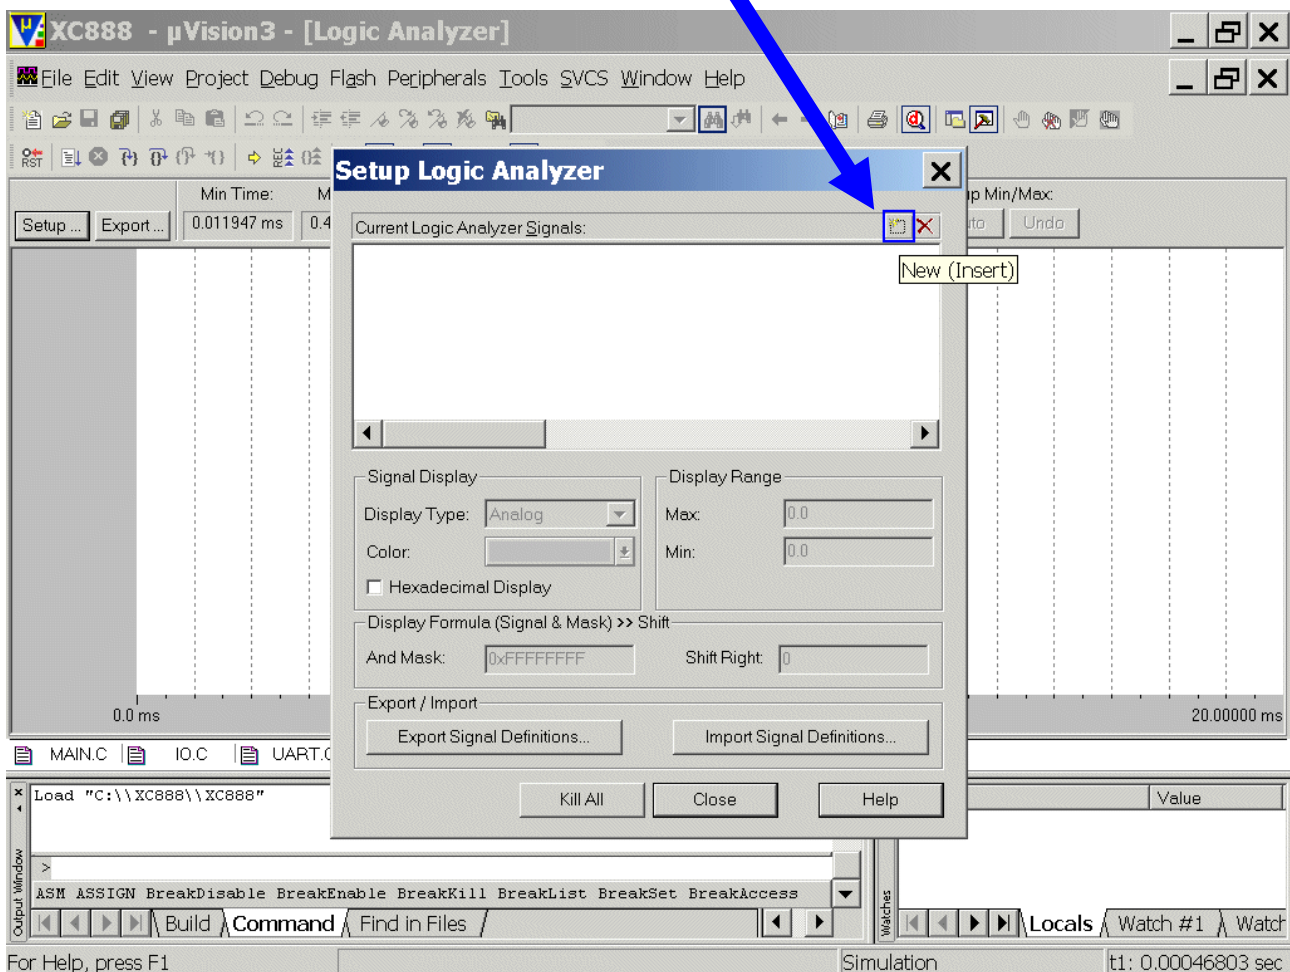 XC888 - µVision3 - [Logic Analyzer]
File Edit View Project Debug Flash Peripherals Tools SVCS Window Help
RST
Setup Logic Analyzer
Min Time:
Setup ... Export ... 0.011947 ms 0.4
Min/Max:
Undo
Current Logic Analyzer Signals:
New (Insert)
Signal Display
Display Type: Analog
Color:
Hexadecimal Display
Display Range
Max: 0.0
Min: 0.0
Display Formula (Signal & Mask) >> Shift
And Mask: 0xFFFFFFFF Shift Right: 0
Export / Import
Export Signal Definitions... Import Signal Definitions...
Kill All Close Help
0.0 ms 20.00000 ms
MAIN.C IO.C UART.C
Load "C:\\XC888\\XC888"
Value
>
ASM ASSIGN BreakDisable BreakEnable BreakKill BreakList BreakSet BreakAccess
Output Window
Build Command Find in Files
Watches
Locals Watch #1 Watch
For Help, press F1 Simulation t1: 0.00046803 sec